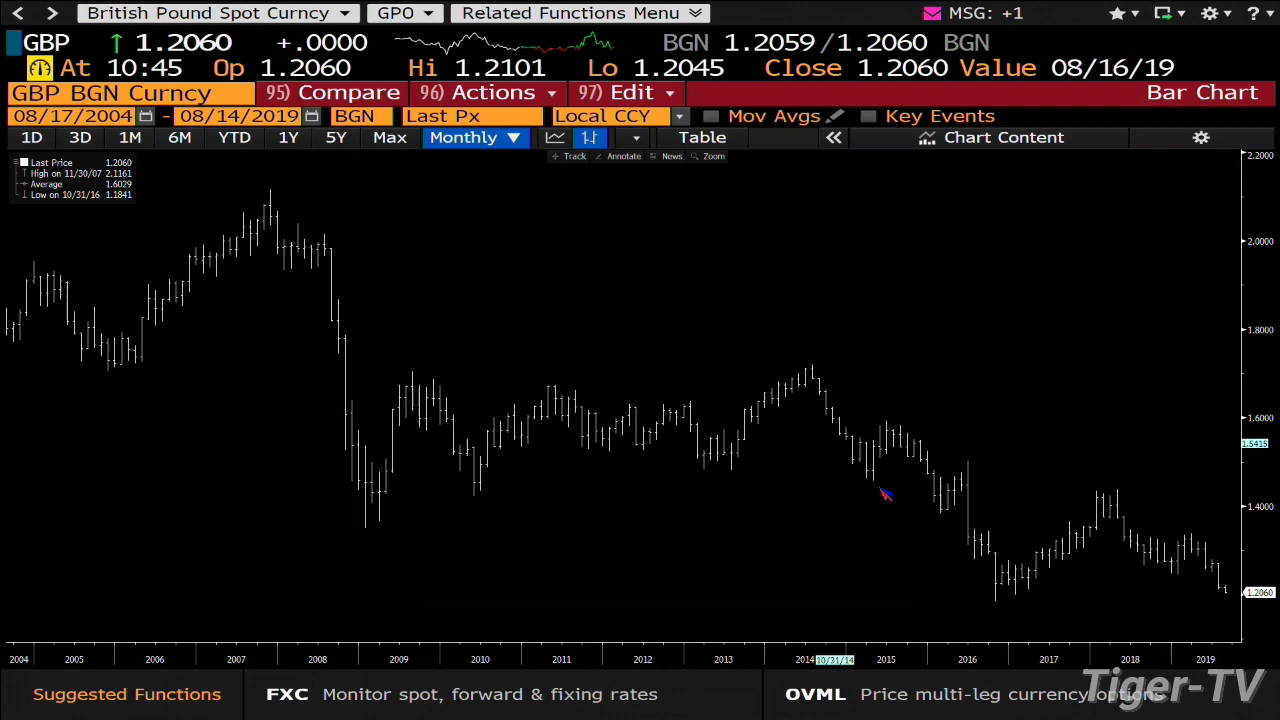 British Pound Spot Curncy GPO Related Functions Menu MSG: +1 ?
GBP ↑ 1.2060 +.0000 BGN 1.2059/1.2060 BGN
At 10:45 Op 1.2060 Hi 1.2101 Lo 1.2045 Close 1.2060 Value 08/16/19
GBP BGN Curncy 95) Compare 96) Actions 97) Edit Bar Chart
08/17/2004 - 08/14/2019 BGN Last Px Local CCY Mov Avgs Key Events
1D 3D 1M 6M YTD 1Y 5Y Max Monthly ▼ Table « Chart Content
Track Annotate News Zoom
Last Price 1.2060
High on 11/30/07 2.1161
Average 1.6029
Low on 10/31/16 1.1841
2.2000
2.0000
1.8000
1.6000
1.5415
1.4000
1.2060
2004 2005 2006 2007 2008 2009 2010 2011 2012 2013 2014 10/31/14 2015 2016 2017 2018 2019
Suggested Functions FXC Monitor spot, forward & fixing rates OVML Price multi-leg currency options
Tiger-TV